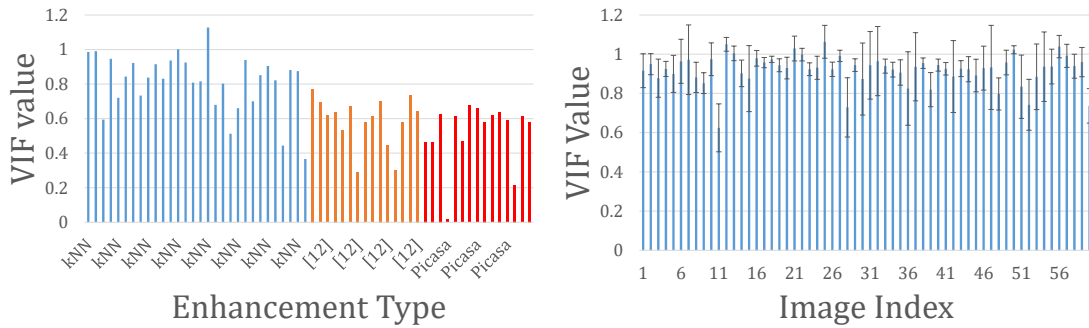 VIF value
1.2
1
0.8
0.6
0.4
0.2
0
kNN
kNN
kNN
kNN
kNN
kNN
kNN
kNN
[12]
[12]
[12]
[12]
Picasa
Picasa
Picasa
Enhancement Type
VIF Value
1.2
1
0.8
0.6
0.4
0.2
0
1 6 11 16 21 26 31 36 41 46 51 56
Image Index